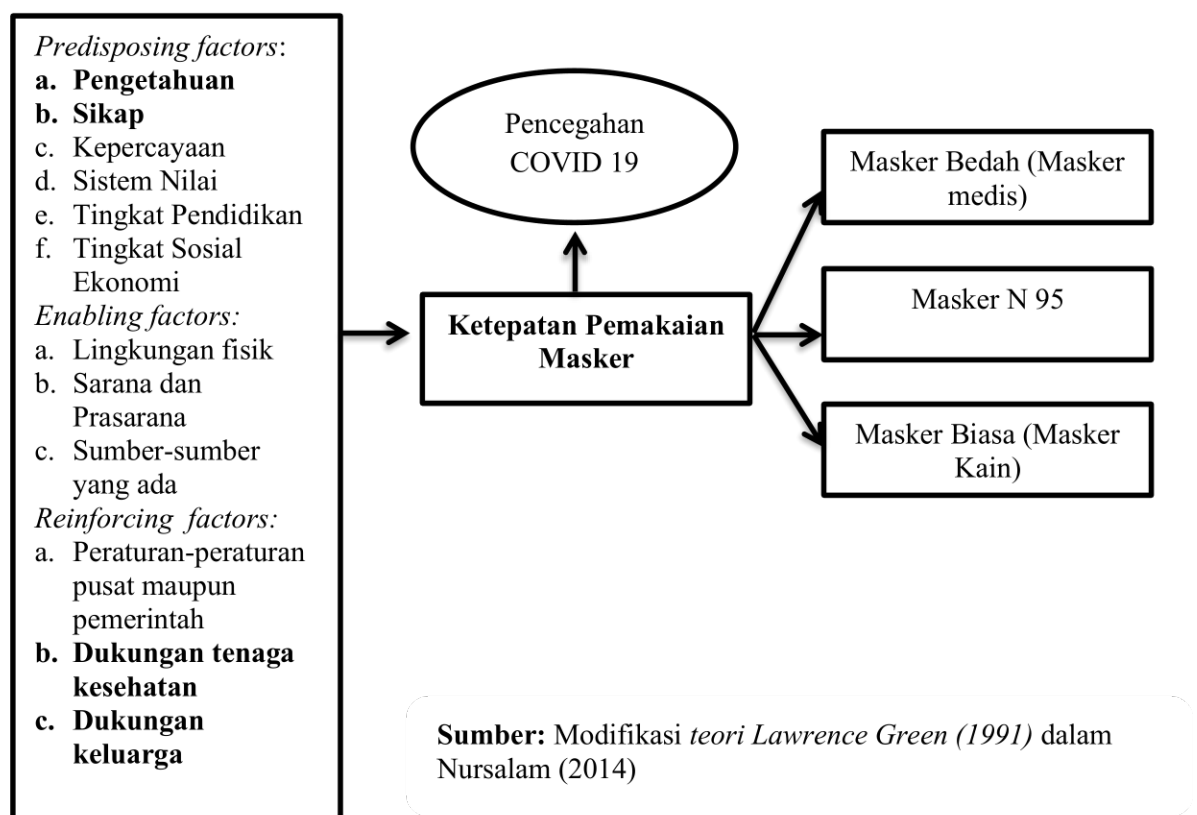 Predisposing factors:
a. Pengetahuan
b. Sikap
c. Kepercayaan
d. Sistem Nilai
e. Tingkat Pendidikan
f. Tingkat Sosial
Ekonomi
Enabling factors:
a. Lingkungan fisik
b. Sarana dan
Prasarana
c. Sumber-sumber
yang ada
Reinforcing factors:
a. Peraturan-peraturan
pusat maupun
pemerintah
b. Dukungan tenaga
kesehatan
c. Dukungan
keluarga
Pencegahan
COVID 19
Ketepatan Pemakaian
Masker
Masker Bedah (Masker
medis)
Masker N 95
Masker Biasa (Masker
Kain)
Sumber: Modifikasi teori Lawrence Green (1991) dalam
Nursalam (2014)